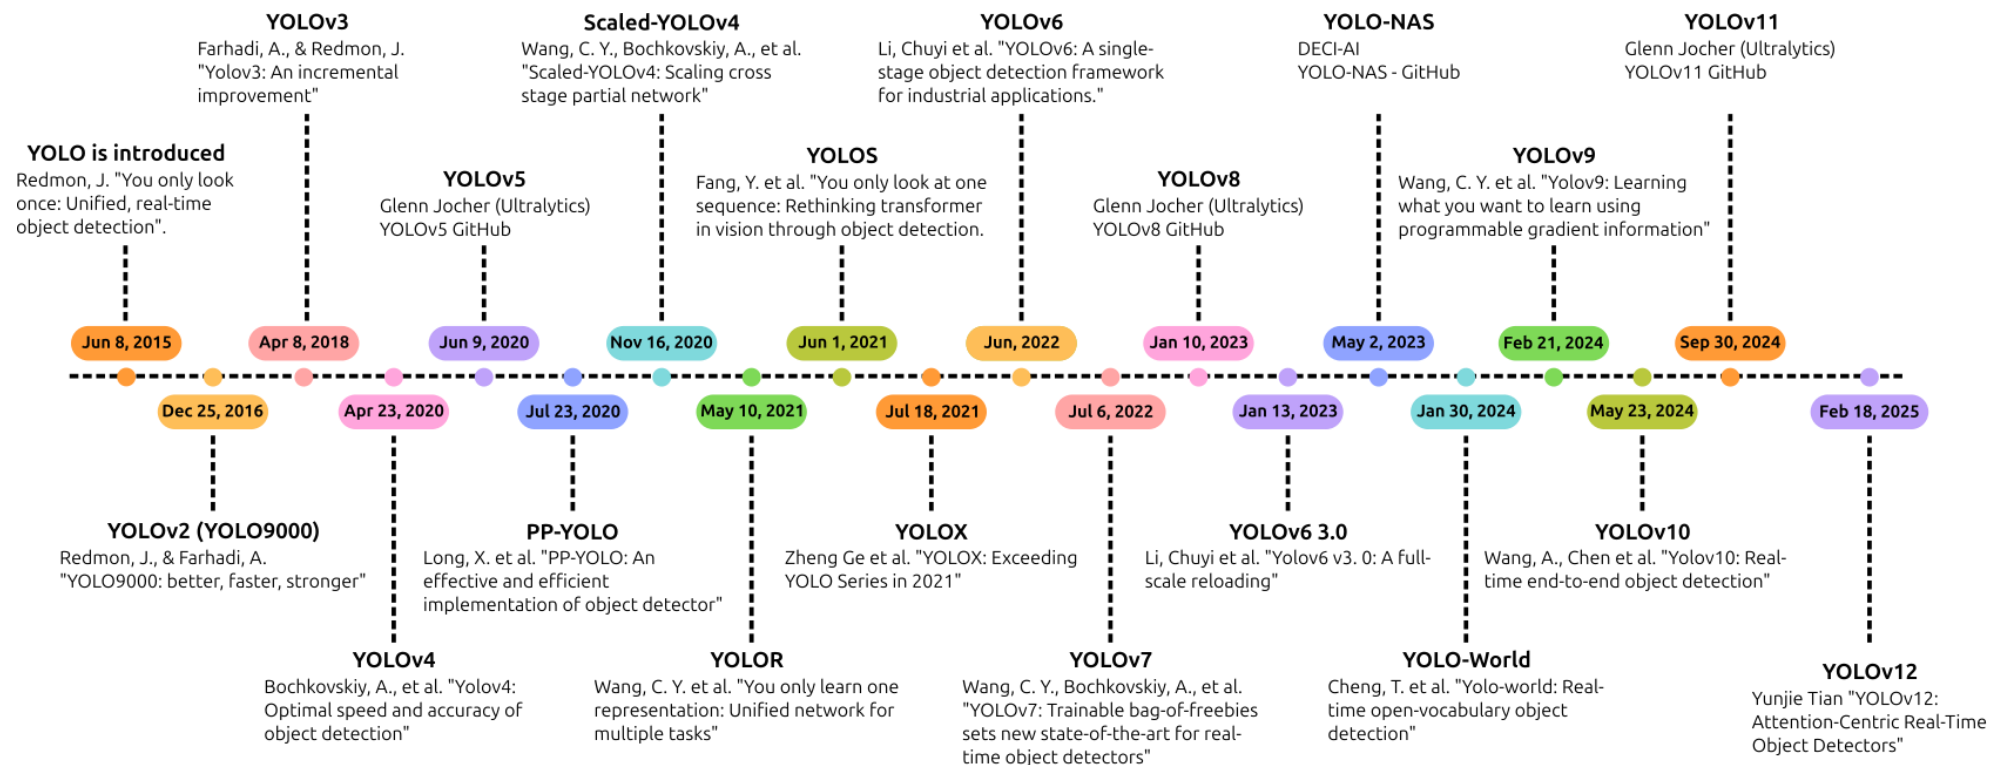 YOLOv3
Farhadi, A., & Redmon, J.
"Yolov3: An incremental
improvement"
Scaled-YOLOv4
Wang, C. Y., Bochkovskiy, A., et al.
"Scaled-YOLOv4: Scaling cross
stage partial network"
YOLOv6
Li, Chuyi et al. "YOLOv6: A single-
stage object detection framework
for industrial applications."
YOLO-NAS
DECI-AI
YOLO-NAS - GitHub
YOLOv11
Glenn Jocher (Ultralytics)
YOLOv11 GitHub
YOLO is introduced
Redmon, J. "You only look
once: Unified, real-time
object detection".
YOLOv5
Glenn Jocher (Ultralytics)
YOLOv5 GitHub
YOLOS
Fang, Y. et al. "You only look at one
sequence: Rethinking transformer
in vision through object detection.
YOLOv8
Glenn Jocher (Ultralytics)
YOLOv8 GitHub
YOLOv9
Wang, C. Y. et al. "Yolov9: Learning
what you want to learn using
programmable gradient information"
Jun 8, 2015
Apr 8, 2018
Jun 9, 2020
Nov 16, 2020
Jun 1, 2021
Jun, 2022
Jan 10, 2023
May 2, 2023
Feb 21, 2024
Sep 30, 2024
Dec 25, 2016
Apr 23, 2020
Jul 23, 2020
May 10, 2021
Jul 18, 2021
Jul 6, 2022
Jan 13, 2023
Jan 30, 2024
May 23, 2024
Feb 18, 2025
YOLOv2 (YOLO9000)
Redmon, J., & Farhadi, A.
"YOLO9000: better, faster, stronger"
PP-YOLO
Long, X. et al. "PP-YOLO: An
effective and efficient
implementation of object detector"
YOLOX
Zheng Ge et al. "YOLOX: Exceeding
YOLO Series in 2021"
YOLOv6 3.0
Li, Chuyi et al. "Yolov6 v3. 0: A full-
scale reloading"
YOLOv10
Wang, A., Chen et al. "Yolov10: Real-
time end-to-end object detection"
YOLOv4
Bochkovskiy, A., et al. "Yolov4:
Optimal speed and accuracy of
object detection"
YOLOR
Wang, C. Y. et al. "You only learn one
representation: Unified network for
multiple tasks"
YOLOv7
Wang, C. Y., Bochkovskiy, A., et al.
"YOLOv7: Trainable bag-of-freebies
sets new state-of-the-art for real-
time object detectors"
YOLO-World
Cheng, T. et al. "Yolo-world: Real-
time open-vocabulary object
detection"
YOLOv12
Yunjie Tian "YOLOv12:
Attention-Centric Real-Time
Object Detectors"